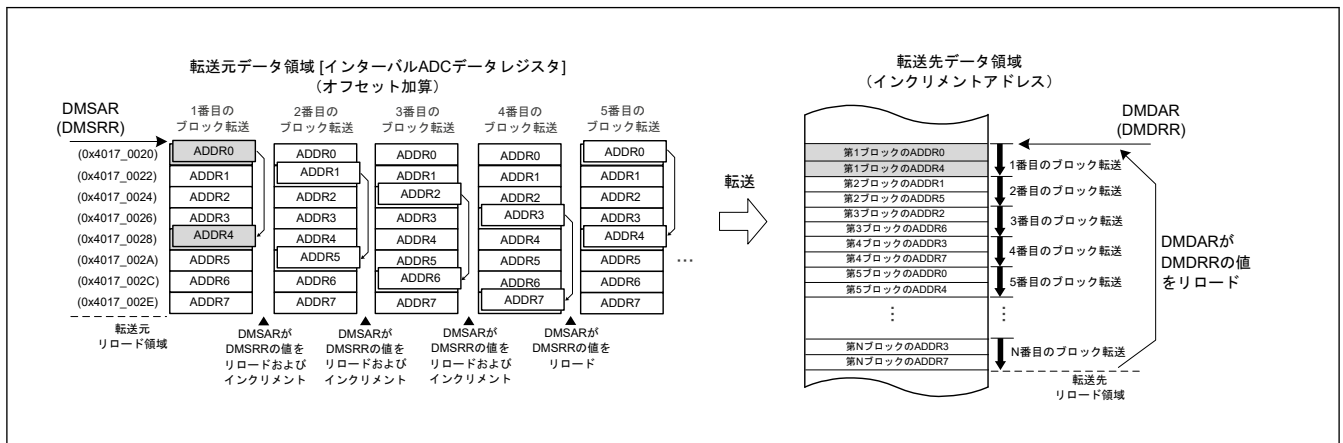 転送元データ領域 [インターバルADCデータレジスタ]
（オフセット加算）
DMSAR
(DMSRR)
1番目の
ブロック転送
2番目の
ブロック転送
3番目の
ブロック転送
4番目の
ブロック転送
5番目の
ブロック転送
(0x4017_0020)
(0x4017_0022)
(0x4017_0024)
(0x4017_0026)
(0x4017_0028)
(0x4017_002A)
(0x4017_002C)
(0x4017_002E)
転送元
リロード領域
ADDR0
ADDR1
ADDR2
ADDR3
ADDR4
ADDR5
ADDR6
ADDR7
ADDR0
ADDR1
ADDR2
ADDR3
ADDR4
ADDR5
ADDR6
ADDR7
ADDR0
ADDR1
ADDR2
ADDR3
ADDR4
ADDR5
ADDR6
ADDR7
ADDR0
ADDR1
ADDR2
ADDR3
ADDR4
ADDR5
ADDR6
ADDR7
ADDR0
ADDR1
ADDR2
ADDR3
ADDR4
ADDR5
ADDR6
ADDR7
…
DMSARが
DMSRRの値を
リロードおよび
インクリメント
DMSARが
DMSRRの値を
リロードおよび
インクリメント
DMSARが
DMSRRの値を
リロードおよび
インクリメント
DMSARが
DMSRRの値を
リロード
転送
転送先データ領域
（インクリメントアドレス）
DMDAR
(DMDRR)
第1ブロックのADDR0
第1ブロックのADDR4
第2ブロックのADDR1
第2ブロックのADDR5
第3ブロックのADDR2
第3ブロックのADDR6
第4ブロックのADDR3
第4ブロックのADDR7
第5ブロックのADDR0
第5ブロックのADDR4
⋮
第NブロックのADDR3
第NブロックのADDR7
1番目のブロック転送
2番目のブロック転送
3番目のブロック転送
4番目のブロック転送
5番目のブロック転送
⋮
N番目のブロック転送
転送先
リロード領域
DMDARが
DMDRRの値
をリロード